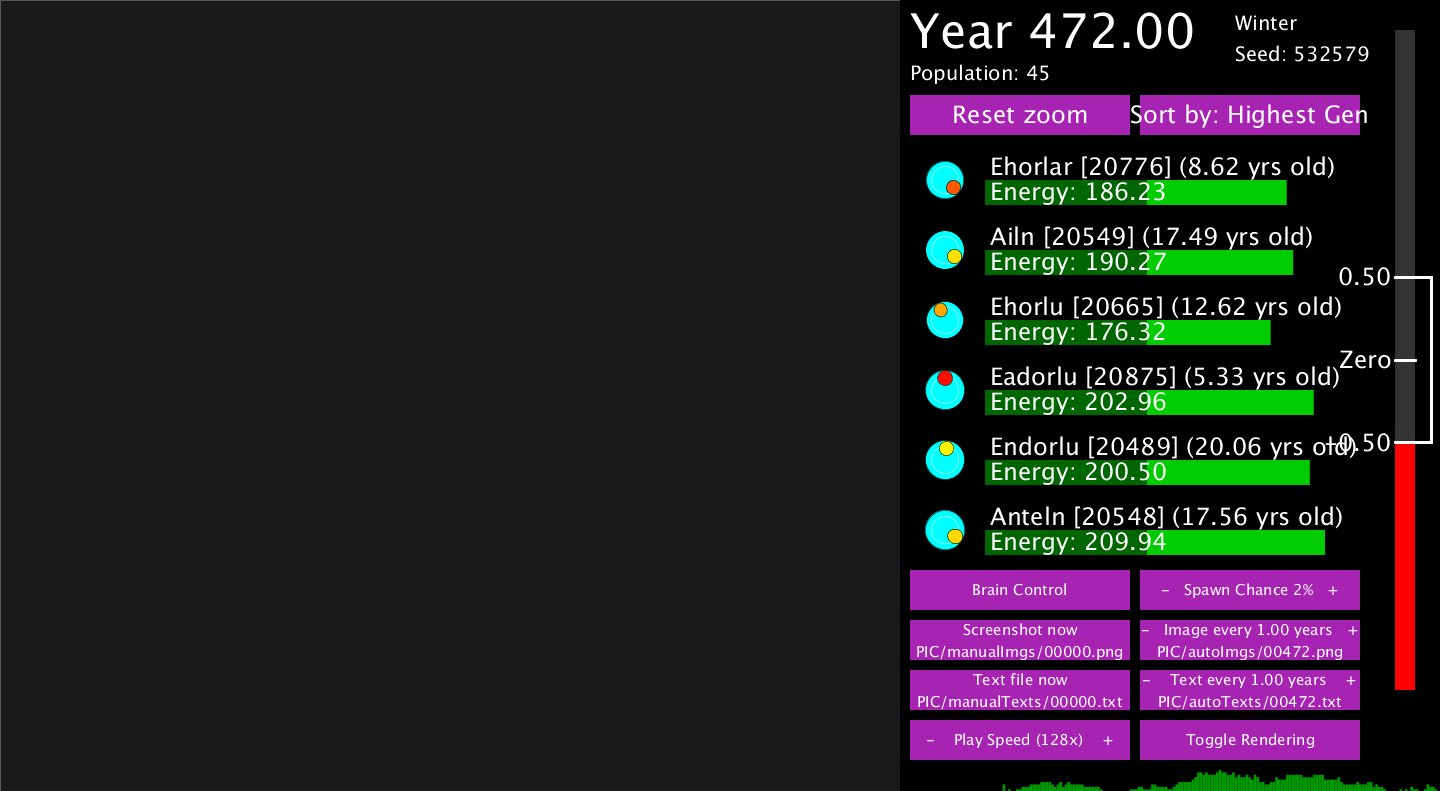 Year 472.00
Winter
Seed: 532579
Population: 45
Reset zoom
Sort by: Highest Gen
Ehorlar [20776] (8.62 yrs old)
Energy: 186.23
Ailn [20549] (17.49 yrs old)
Energy: 190.27
0.50
Ehorlu [20665] (12.62 yrs old)
Energy: 176.32
Zero
Eadorlu [20875] (5.33 yrs old)
Energy: 202.96
Endorlu [20489] (20.06 yrs old)
-0.50
Energy: 200.50
Anteln [20548] (17.56 yrs old)
Energy: 209.94
Brain Control
- Spawn Chance 2% +
Screenshot now
PIC/manualImgs/00000.png
- Image every 1.00 years +
PIC/autoImgs/00472.png
Text file now
PIC/manualTexts/00000.txt
- Text every 1.00 years +
PIC/autoTexts/00472.txt
- Play Speed (128x) +
Toggle Rendering